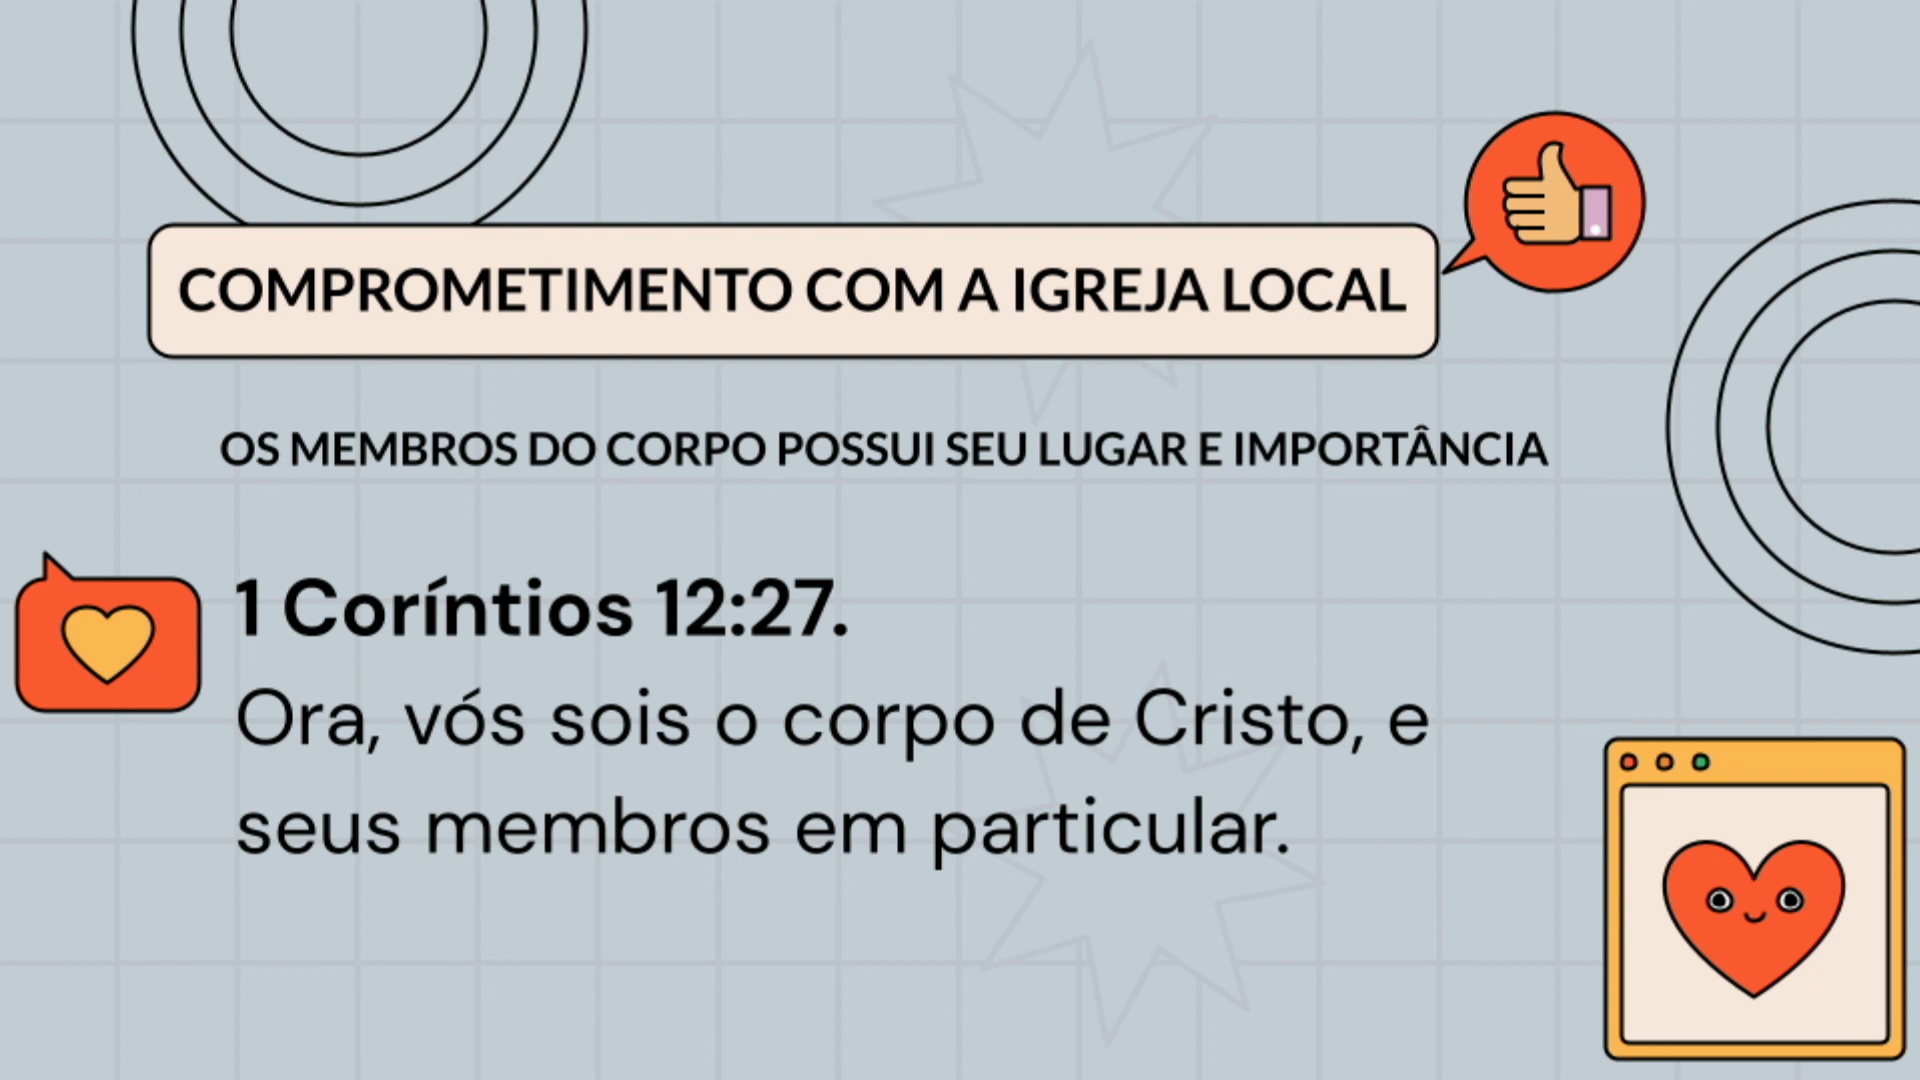 COMPROMETIMENTO COM A IGREJA LOCAL
OS MEMBROS DO CORPO POSSUI SEU LUGAR E IMPORTÂNCIA
1 Coríntios 12:27.
Ora, vós sois o corpo de Cristo, e
seus membros em particular.